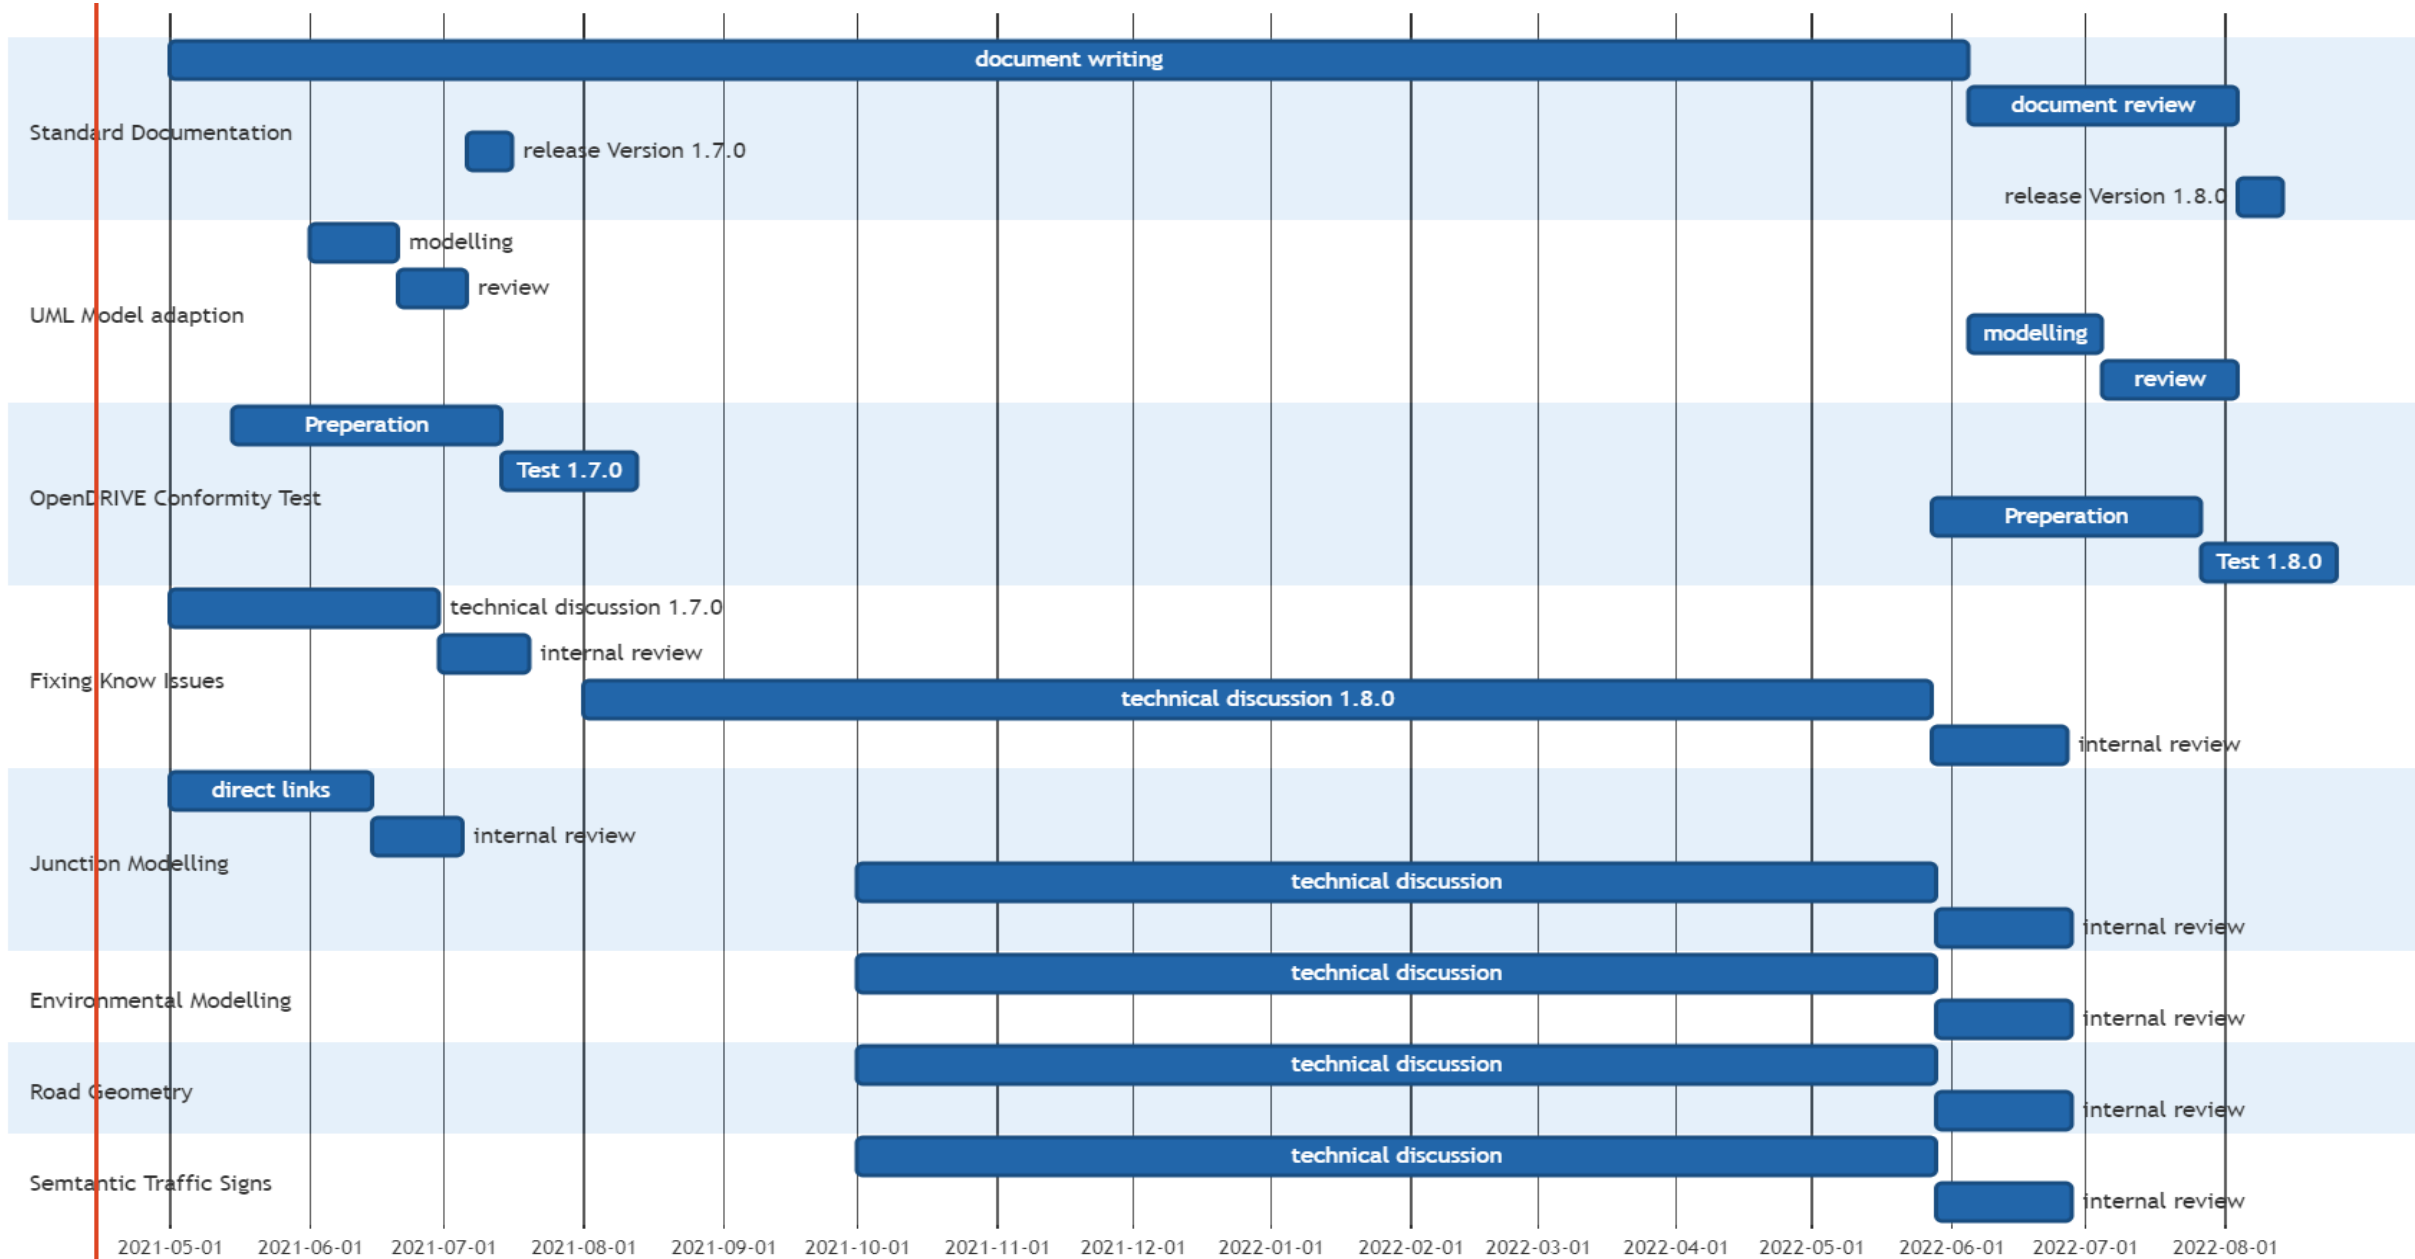 document writing
document review
Standard Documentation
release Version 1.7.0
release Version 1.8.0
modelling
review
UML Model adaption
modelling
review
Preperation
Test 1.7.0
OpenDRIVE Conformity Test
Preperation
Test 1.8.0
technical discussion 1.7.0
internal review
Fixing Know Issues
technical discussion 1.8.0
internal review
direct links
internal review
Junction Modelling
technical discussion
internal review
technical discussion
Environmental Modelling
internal review
technical discussion
Road Geometry
internal review
technical discussion
Semtantic Traffic Signs
internal review
2021-05-01 2021-06-01 2021-07-01 2021-08-01 2021-09-01 2021-10-01 2021-11-01 2021-12-01 2022-01-01 2022-02-01 2022-03-01 2022-04-01 2022-05-01 2022-06-01 2022-07-01 2022-08-01